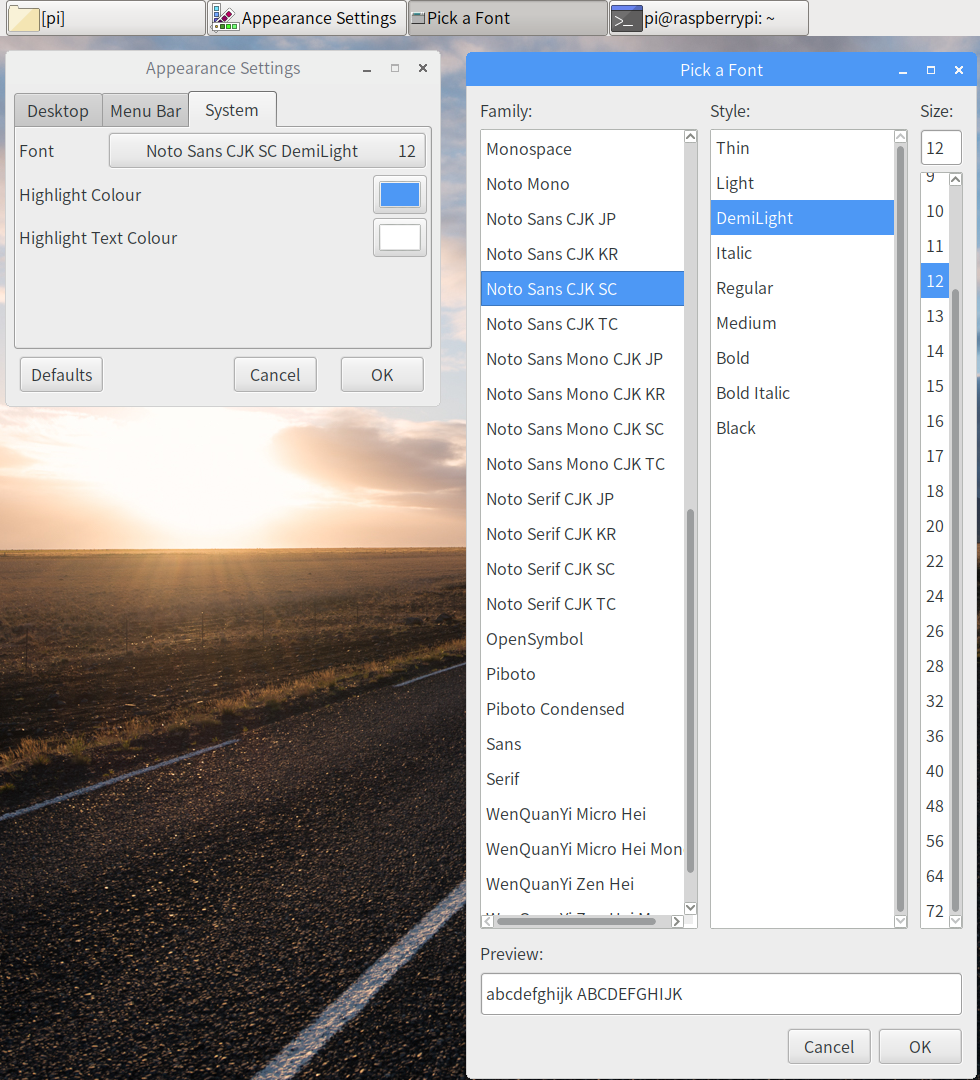 [pi] Appearance Settings Pick a Font pi@raspberrypi: ~
Appearance Settings
Desktop Menu Bar System
Font Noto Sans CJK SC DemiLight 12
Highlight Colour
Highlight Text Colour
Defaults Cancel OK
Pick a Font
Family:
Monospace
Noto Mono
Noto Sans CJK JP
Noto Sans CJK KR
Noto Sans CJK SC
Noto Sans CJK TC
Noto Sans Mono CJK JP
Noto Sans Mono CJK KR
Noto Sans Mono CJK SC
Noto Sans Mono CJK TC
Noto Serif CJK JP
Noto Serif CJK KR
Noto Serif CJK SC
Noto Serif CJK TC
OpenSymbol
Piboto
Piboto Condensed
Sans
Serif
WenQuanYi Micro Hei
WenQuanYi Micro Hei Mon
WenQuanYi Zen Hei
Style:
Thin
Light
DemiLight
Italic
Regular
Medium
Bold
Bold Italic
Black
Size:
12
9
10
11
12
13
14
15
16
17
18
20
22
24
26
28
32
36
40
48
56
64
72
Preview:
abcdefghijk ABCDEFGHIJK
Cancel OK